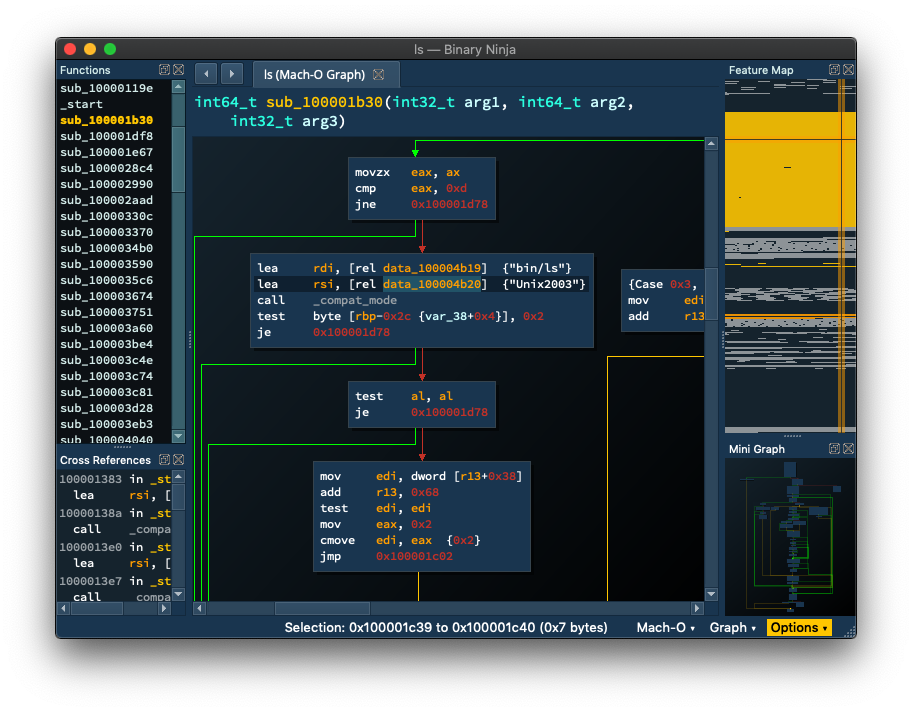 ls — Binary Ninja
Functions
sub_10000119e
_start
sub_100001b30
sub_100001df8
sub_100001e67
sub_1000028c4
sub_100002990
sub_100002aad
sub_10000330c
sub_100003370
sub_1000034b0
sub_100003590
sub_1000035c6
sub_100003674
sub_100003751
sub_100003a60
sub_100003be4
sub_100003c4e
sub_100003c74
sub_100003c81
sub_100003d28
sub_100003eb3
sub_100004040
Cross References
100001383 in _st
lea rsi, [
10000138a in _st
call _compa
1000013e0 in _st
lea rsi, [
1000013e7 in _st
call _compa
ls (Mach-O Graph)
int64_t sub_100001b30(int32_t arg1, int64_t arg2,
int32_t arg3)
movzx eax, ax
cmp eax, 0xd
jne 0x100001d78
lea rdi, [rel data_100004b19] {"bin/ls"}
lea rsi, [rel data_100004b20] {"Unix2003"}
call _compat_mode
test byte [rbp-0x2c {var_38+0x4}], 0x2
je 0x100001d78
{Case 0x3,
mov edi
add r13
test al, al
je 0x100001d78
mov edi, dword [r13+0x38]
add r13, 0x68
test edi, edi
mov eax, 0x2
cmove edi, eax {0x2}
jmp 0x100001c02
Feature Map
Mini Graph
Selection: 0x100001c39 to 0x100001c40 (0x7 bytes) Mach-O Graph Options